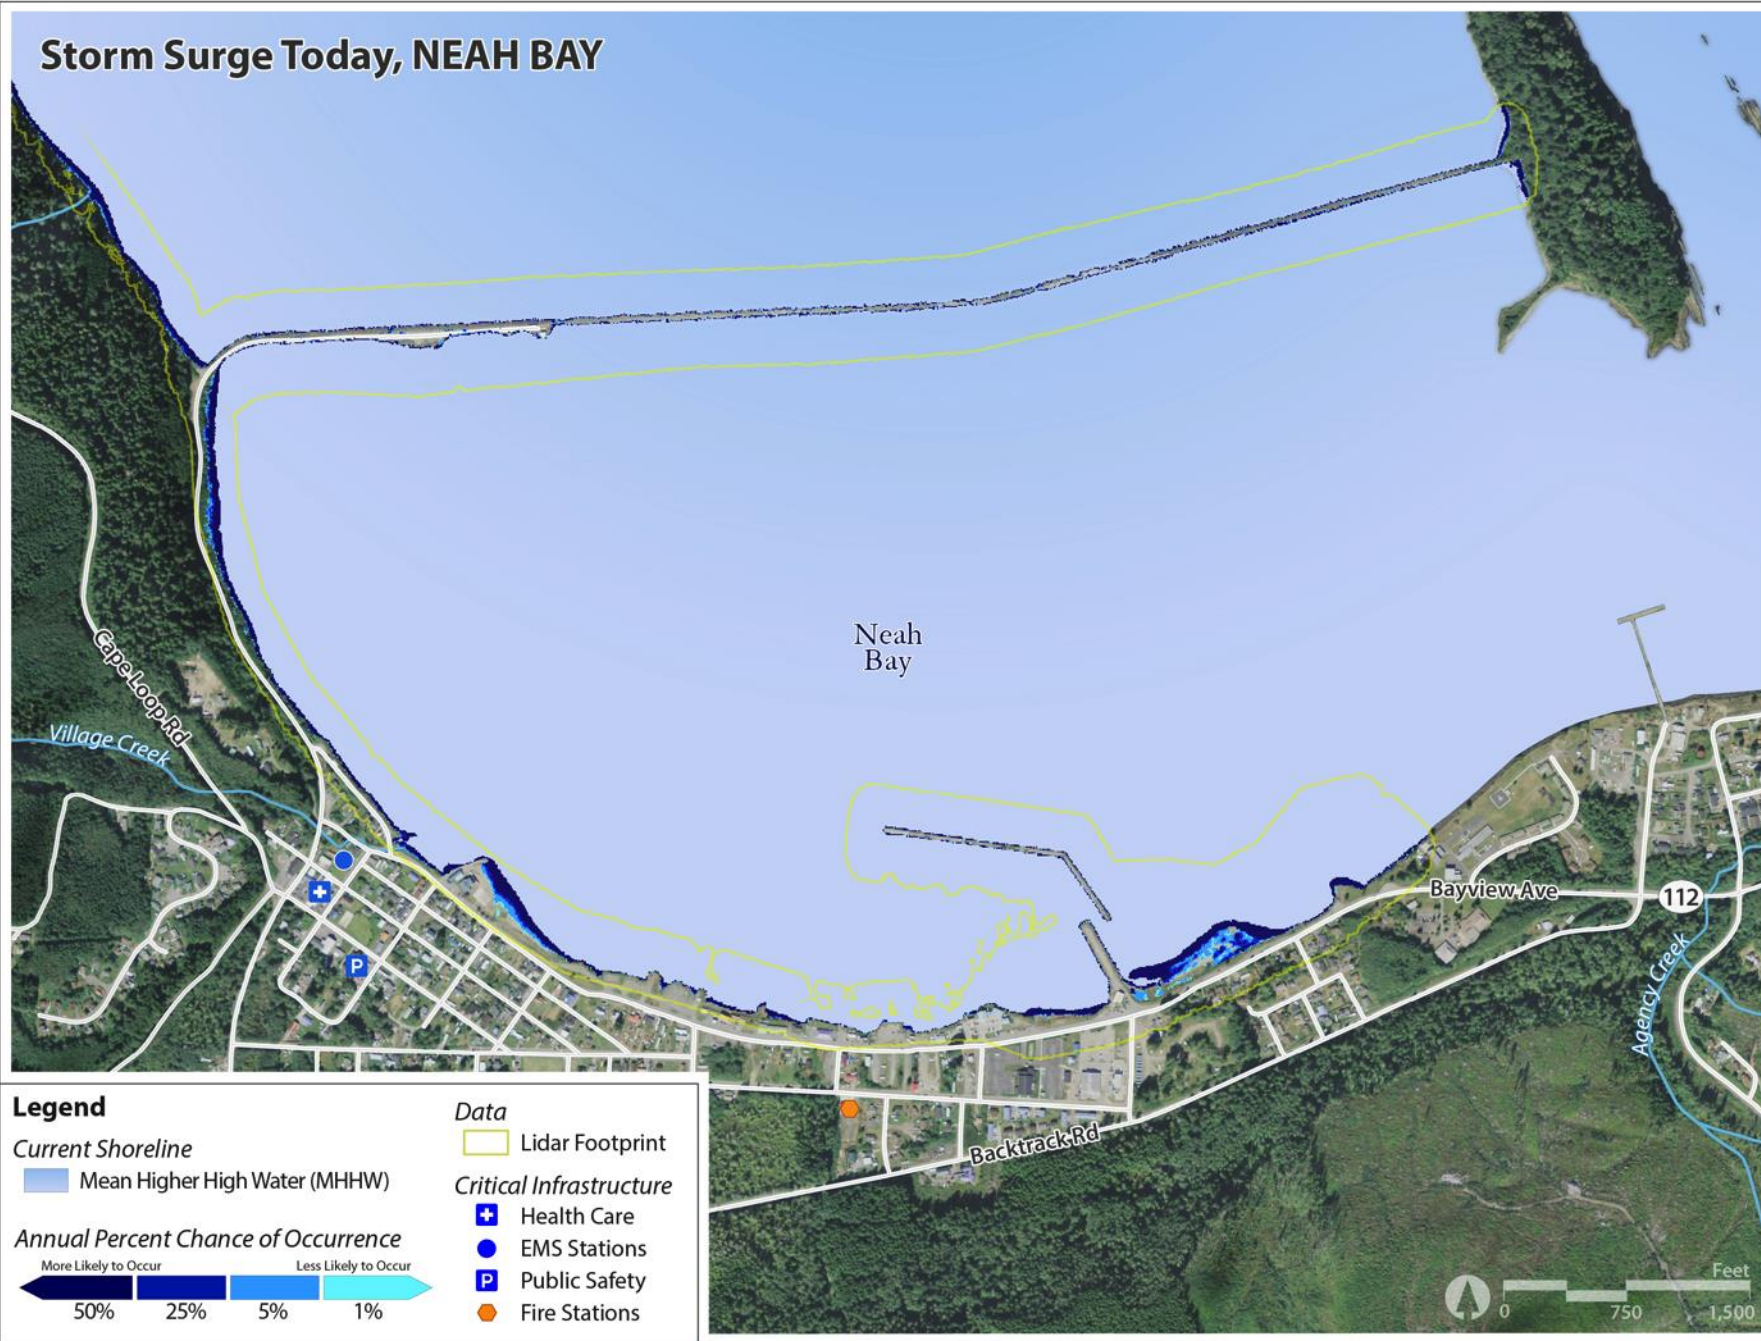 Storm Surge Today, NEAH BAY
Neah
Bay
Cape Loop Rd
Village Creek
Bayview Ave
112
Agency Creek
P
Backtrack Rd
Legend
Current Shoreline
Mean Higher High Water (MHHW)
Annual Percent Chance of Occurrence
More Likely to Occur
Less Likely to Occur
50% 25% 5% 1%
Data
Lidar Footprint
Critical Infrastructure
Health Care
EMS Stations
P Public Safety
Fire Stations
Feet
0 750 1,500